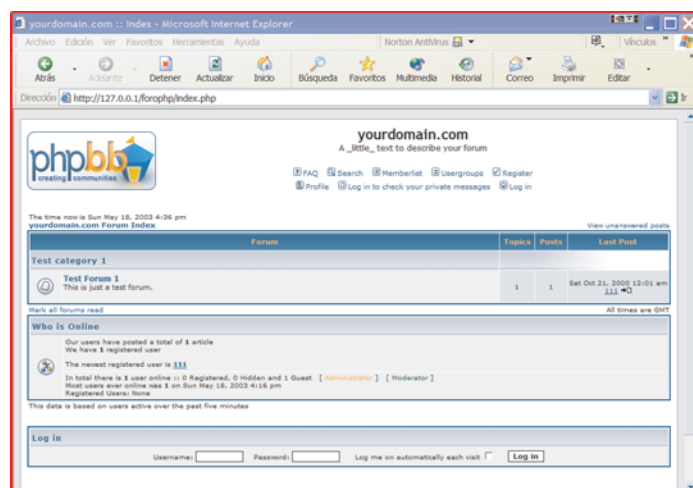 yourdomain.com :: Index - Microsoft Internet Explorer
Archivo Edición Ver Favoritos Herramientas Ayuda Norton AntiVirus Vínculos »
Atrás Adelante Detener Actualizar Inicio Búsqueda Favoritos Multimedia Historial Correo Imprimir Editar
Dirección http://127.0.0.1/forophp/index.php Ir
phpbb
creating communities
yourdomain.com
A _little_ text to describe your forum
FAQ Search Memberlist Usergroups Register
Profile Log in to check your private messages Log in
The time now is Sun May 18, 2003 4:36 pm
yourdomain.com Forum Index View unanswered posts
Forum Topics Posts Last Post
Test category 1
Test Forum 1
This is just a test forum.
1 1 Sat Oct 21, 2000 12:01 am
111
Mark all forums read All times are GMT
Who is Online
Our users have posted a total of 1 article
We have 1 registered user
The newest registered user is 111
In total there is 1 user online :: 0 Registered, 0 Hidden and 1 Guest [ Administrator ] [ Moderator ]
Most users ever online was 1 on Sun May 18, 2003 4:16 pm
Registered Users: None
This data is based on users active over the past five minutes
Log in
Username: Password: Log me on automatically each visit Log in